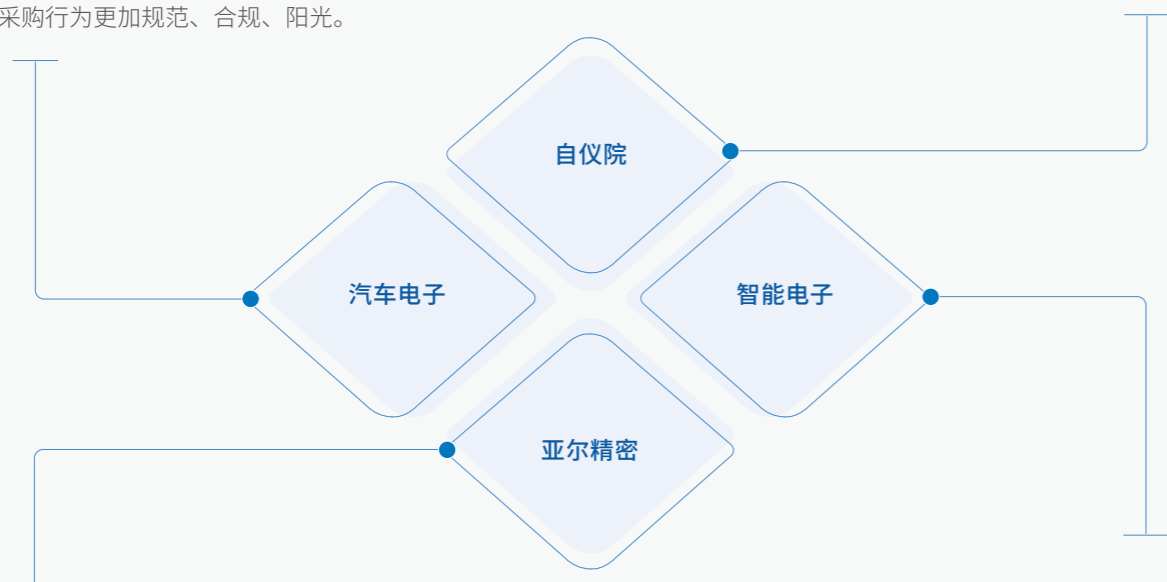 采购行为更加规范、合规、阳光。
自仪院
汽车电子
智能电子
亚尔精密